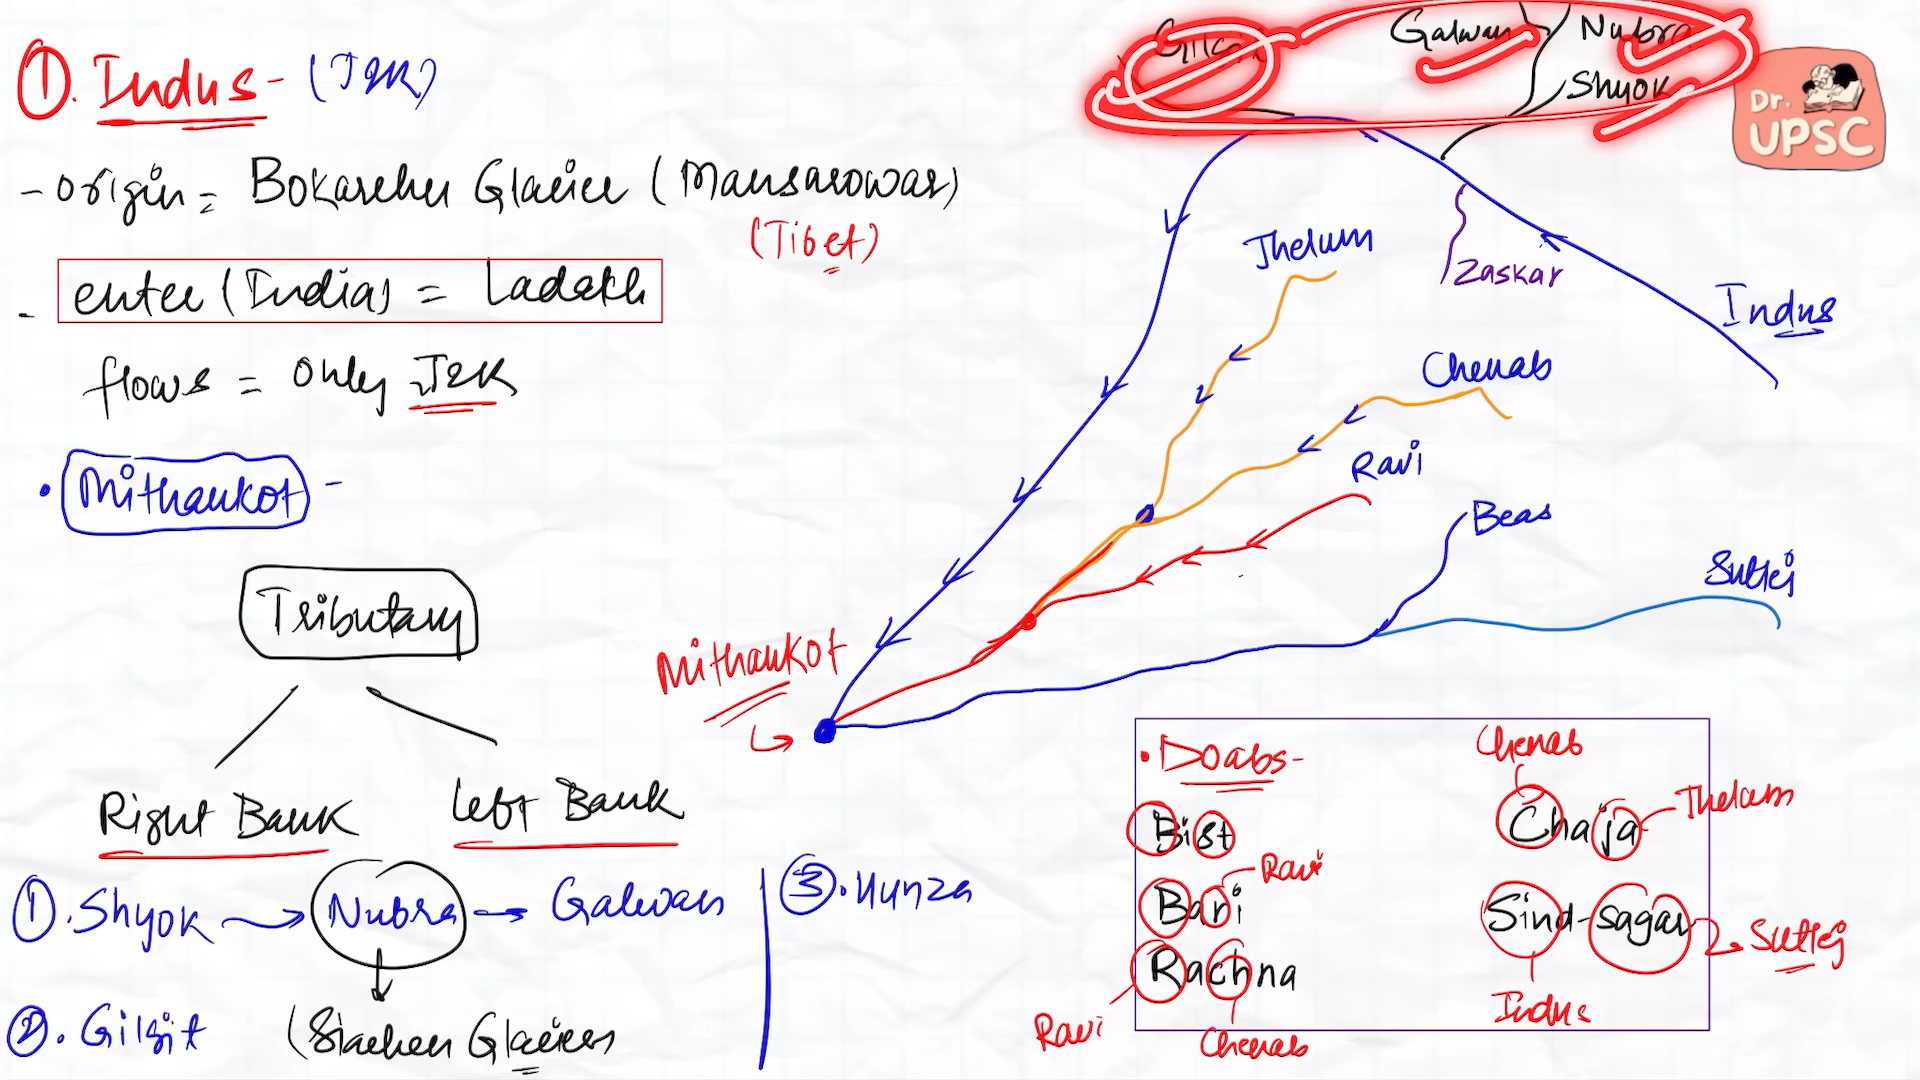 ①. Indus - (J&K)
- origin = Bokarchu Glacier (Mansarowar)
(Tibet)
- enter (India) = Ladakh
flows = only J&K
• Mithankot -
Tributary
Right Bank
Left Bank
①. Shyok → Nubra → Galwan
②. Gilgit
(Siachen Glacier
③. Hunza
Gilgit
Galwan
Nubra
Shyok
Dr.
UPSC
Jhelum
Zaskar
Indus
Chenab
Ravi
Beas
Sutlej
Mithankot
• Doabs-
Bist
Bari
Ravi
Rachna
Ravi
Chenab
Chenab
Chaja
Jhelum
Sind-sagar
Sutlej
Indus